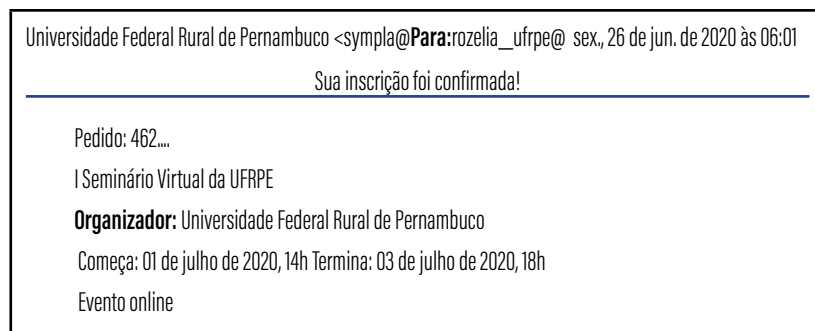 Universidade Federal Rural de Pernambuco <sympla@Para:rozelia_ufrpe@ sex., 26 de jun. de 2020 às 06:01
Sua inscrição foi confirmada!
Pedido: 462....
I Seminário Virtual da UFRPE
Organizador: Universidade Federal Rural de Pernambuco
Começa: 01 de julho de 2020, 14h Termina: 03 de julho de 2020, 18h
Evento online